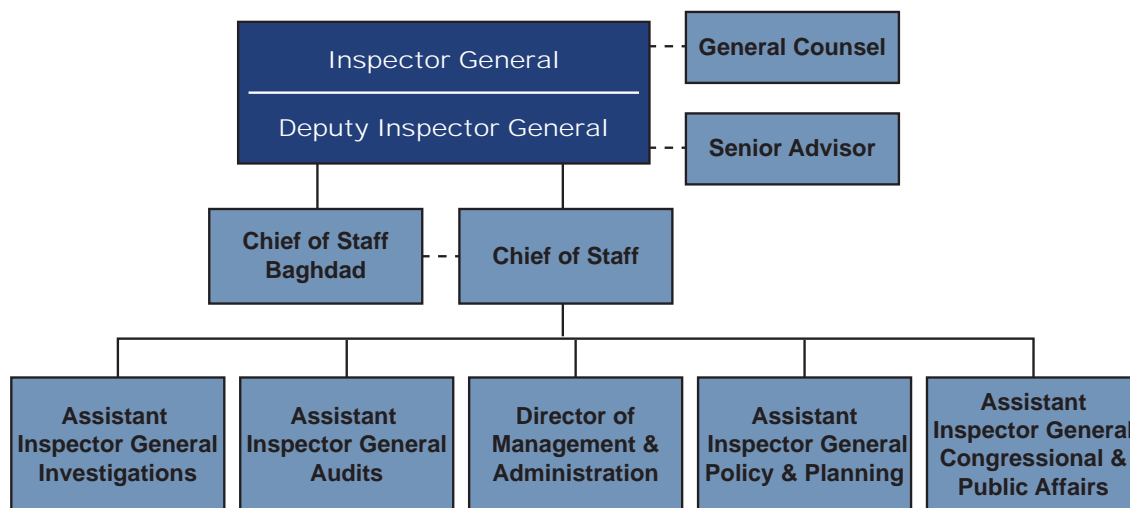 Inspector General
General Counsel
Deputy Inspector General
Senior Advisor
Chief of Staff
Baghdad
Chief of Staff
Assistant
Inspector General
Investigations
Assistant
Inspector General
Audits
Director of
Management &
Administration
Assistant
Inspector General
Policy & Planning
Assistant
Inspector General
Congressional &
Public Affairs